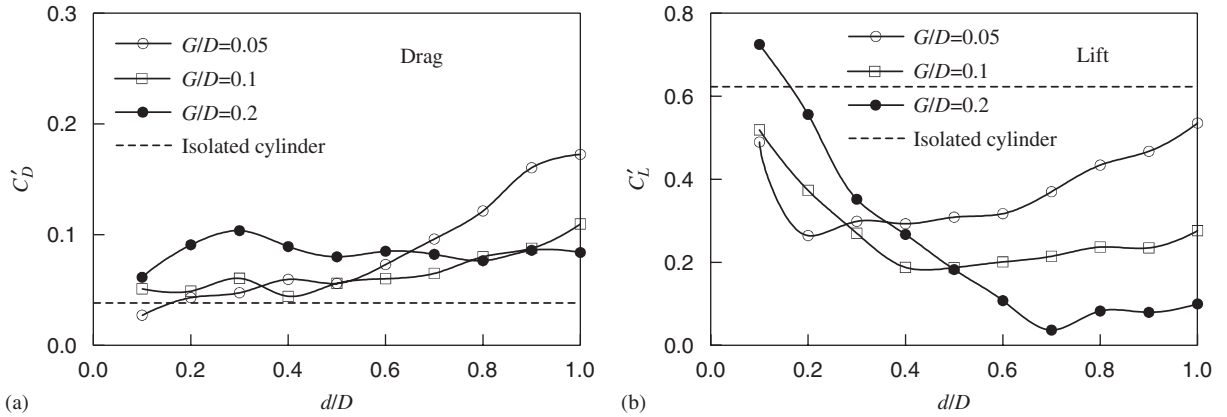 0.3
0.2
0.1
0.0
C′D
G/D=0.05
G/D=0.1
G/D=0.2
Isolated cylinder
Drag
0.0 0.2 0.4 0.6 0.8 1.0
(a)
d/D
0.8
0.6
0.4
0.2
0.0
C′L
G/D=0.05
G/D=0.1
G/D=0.2
Isolated cylinder
Lift
0.0 0.2 0.4 0.6 0.8 1.0
(b)
d/D